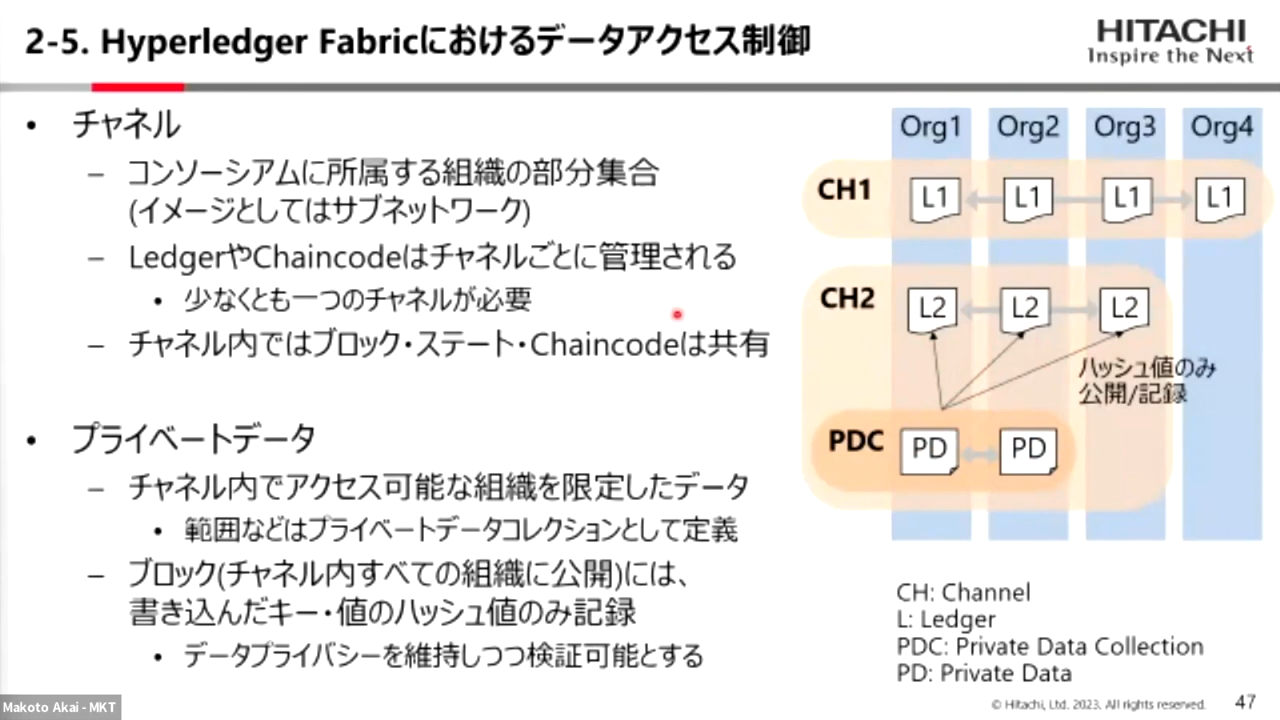 2-5. Hyperledger Fabricにおけるデータアクセス制御
HITACHI
Inspire the Next
• チャネル
– コンソーシアムに所属する組織の部分集合
(イメージとしてはサブネットワーク)
– LedgerやChaincodeはチャネルごとに管理される
• 少なくとも一つのチャネルが必要
– チャネル内ではブロック・ステート・Chaincodeは共有
• プライベートデータ
– チャネル内でアクセス可能な組織を限定したデータ
• 範囲などはプライベートデータコレクションとして定義
– ブロック(チャネル内すべての組織に公開)には、
書き込んだキー・値のハッシュ値のみ記録
• データプライバシーを維持しつつ検証可能とする
Org1 Org2 Org3 Org4
CH1 L1 L1 L1 L1
CH2 L2 L2 L2
ハッシュ値のみ
公開/記録
PDC PD PD
CH: Channel
L: Ledger
PDC: Private Data Collection
PD: Private Data
© Hitachi, Ltd. 2023. All rights reserved. 47
Makoto Akai - MKT